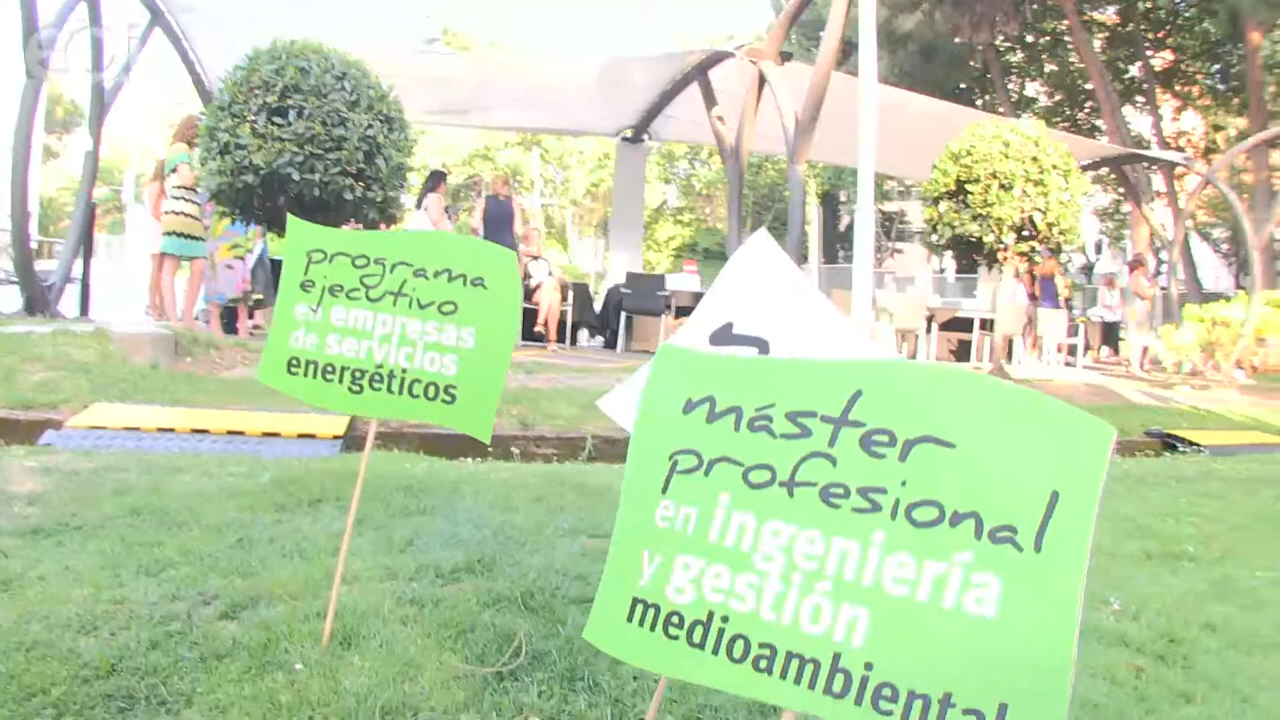 programa
ejecutivo
en empresas
de servicios
energéticos
máster
profesional
en ingeniería
y gestión
medioambiental